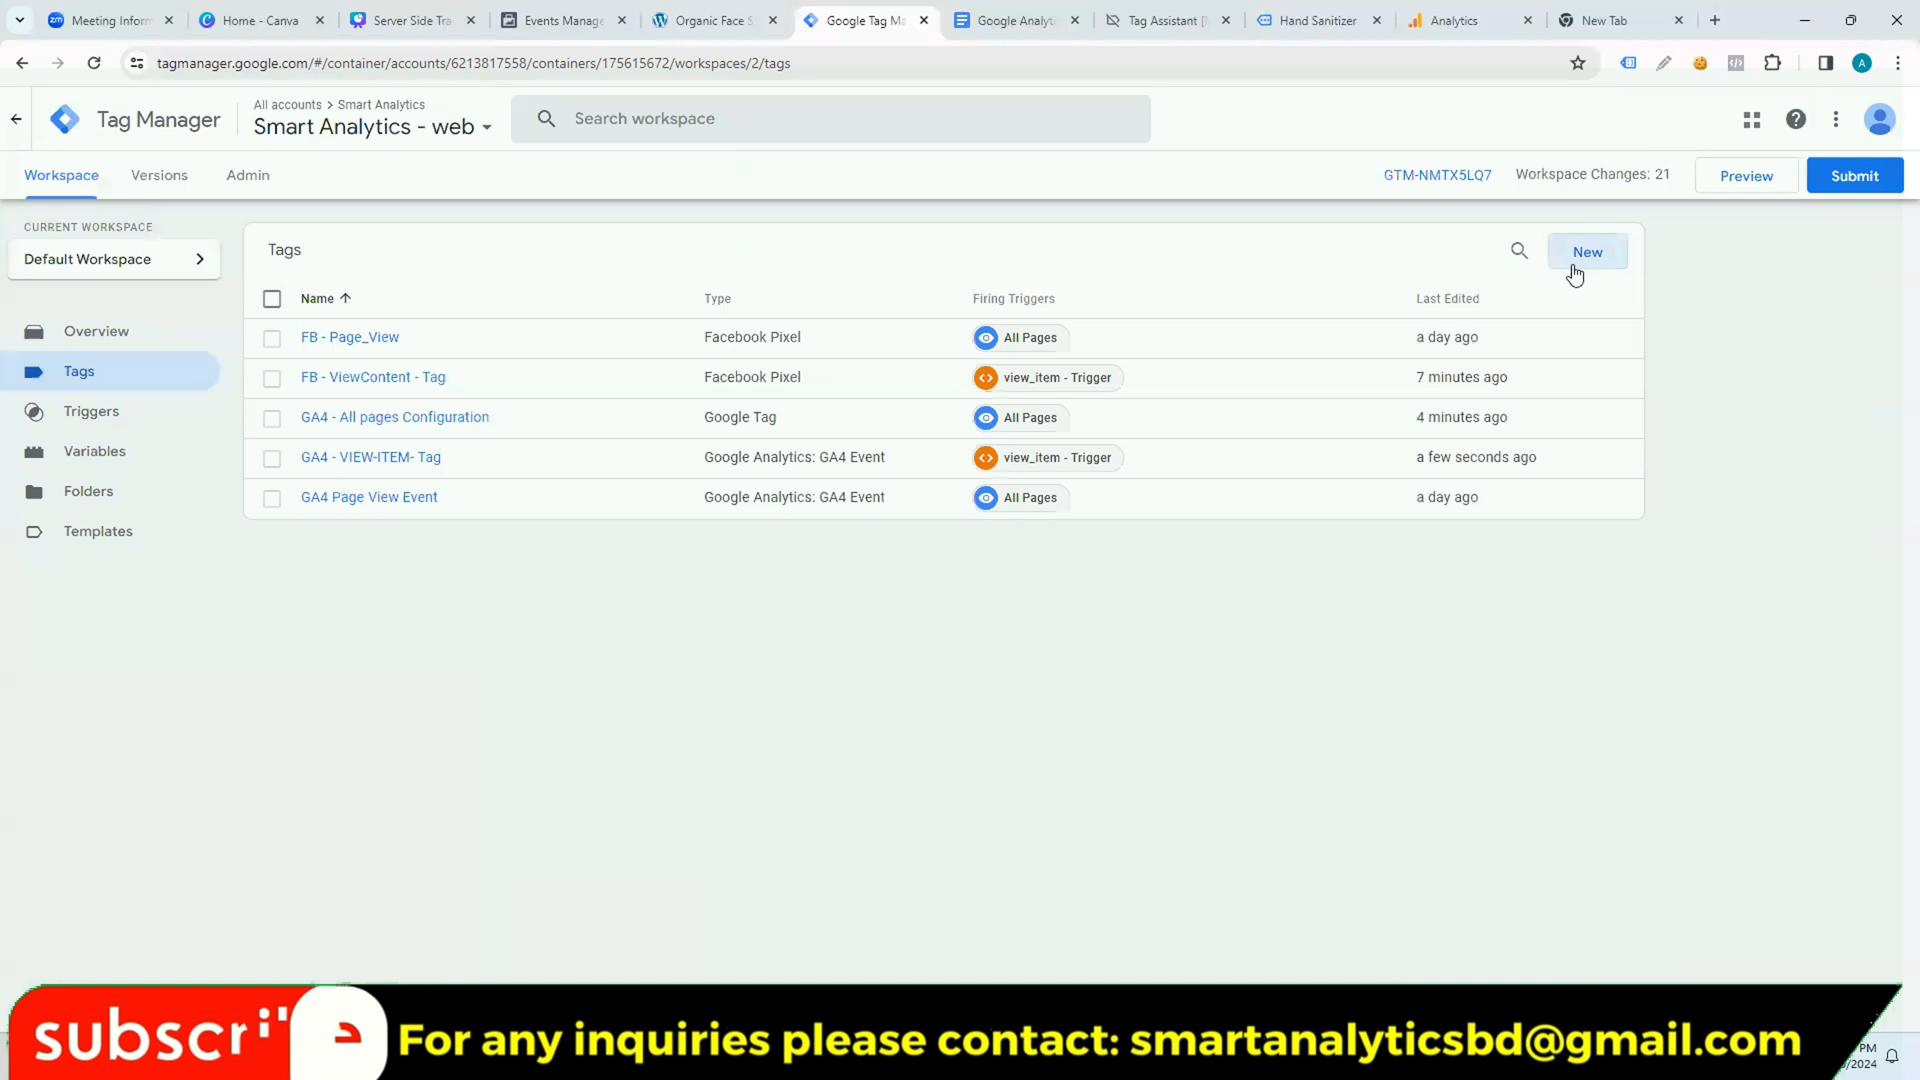 zm Meeting Inform
Home - Canva
Server Side Tra
Events Manage
Organic Face S
Google Tag Ma
Google Analyti
Tag Assistant [
Hand Sanitizer
Analytics
New Tab
tagmanager.google.com/#/container/accounts/6213817558/containers/175615672/workspaces/2/tags
A
Tag Manager
All accounts > Smart Analytics
Smart Analytics - web
Search workspace
Workspace
Versions
Admin
GTM-NMTX5LQ7
Workspace Changes: 21
Preview
Submit
CURRENT WORKSPACE
Default Workspace
Overview
Tags
Triggers
Variables
Folders
Templates
Tags
New
Name Type Firing Triggers Last Edited
FB - Page_View Facebook Pixel All Pages a day ago
FB - ViewContent - Tag Facebook Pixel view_item - Trigger 7 minutes ago
GA4 - All pages Configuration Google Tag All Pages 4 minutes ago
GA4 - VIEW-ITEM- Tag Google Analytics: GA4 Event view_item - Trigger a few seconds ago
GA4 Page View Event Google Analytics: GA4 Event All Pages a day ago
For any inquiries please contact: smartanalyticsbd@gmail.com
PM
/2024